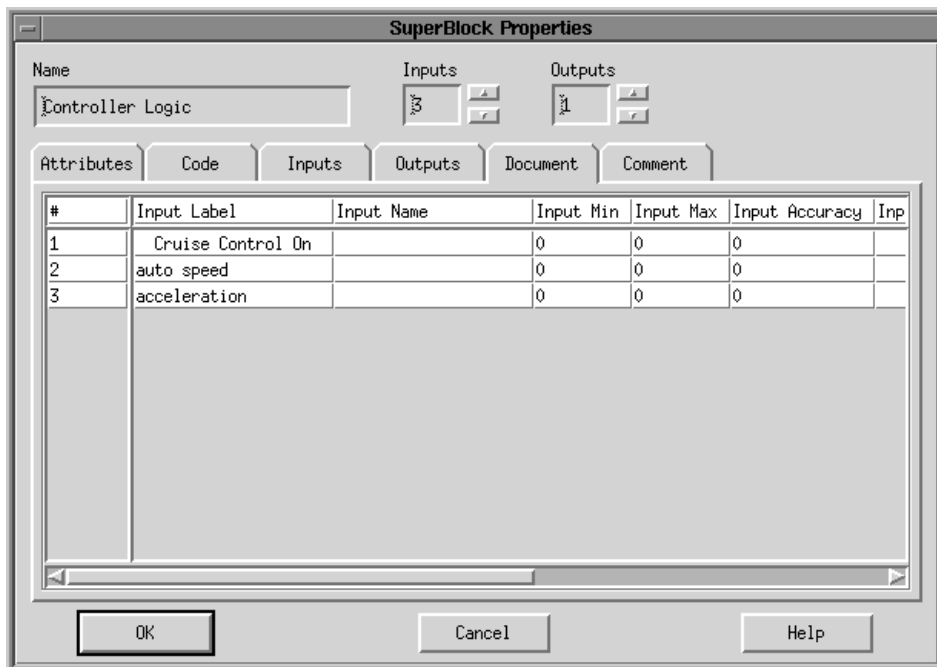 SuperBlock Properties
Name Inputs Outputs
Controller Logic 3 1
Attributes Code Inputs Outputs Document Comment
# Input Label Input Name Input Min Input Max Input Accuracy Inp
1 Cruise Control On 0 0 0
2 auto speed 0 0 0
3 acceleration 0 0 0
OK Cancel Help